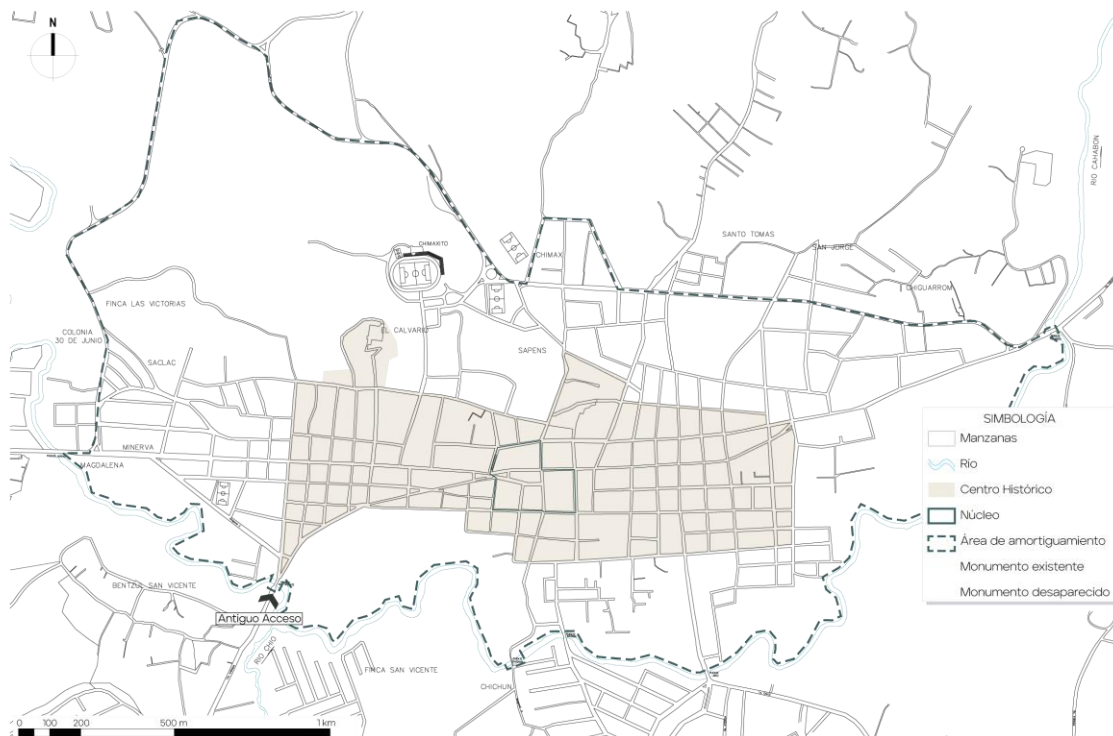 N
RIO CAHABON
SANTO TOMAS
SAN JORGE
CHIMAXITO
CHIMAX
CHIGUARROM
FINCA LAS VICTORIAS
COLONIA
30 DE JUNIO
EL CALVARIO
SACLAC
SAPENS
MINERVA
MAGDALENA
SIMBOLOGÍA
Manzanas
Río
Centro Histórico
Núcleo
Área de amortiguamiento
Monumento existente
Monumento desaparecido
BENTZUL SAN VICENTE
Antiguo Acceso
RIO CHIO
FINCA SAN VICENTE
CHICHUN
0 100 200 500 m 1 km